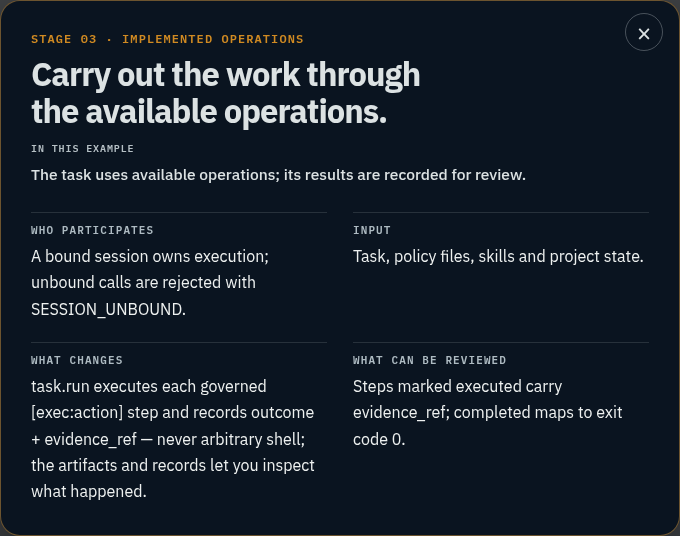 STAGE 03 · IMPLEMENTED OPERATIONS
Carry out the work through
the available operations.
IN THIS EXAMPLE
The task uses available operations; its results are recorded for review.
WHO PARTICIPATES
A bound session owns execution;
unbound calls are rejected with
SESSION_UNBOUND.
INPUT
Task, policy files, skills and project state.
WHAT CHANGES
task.run executes each governed
[exec:action] step and records outcome
+ evidence_ref — never arbitrary shell;
the artifacts and records let you inspect
what happened.
WHAT CAN BE REVIEWED
Steps marked executed carry
evidence_ref; completed maps to exit
code 0.